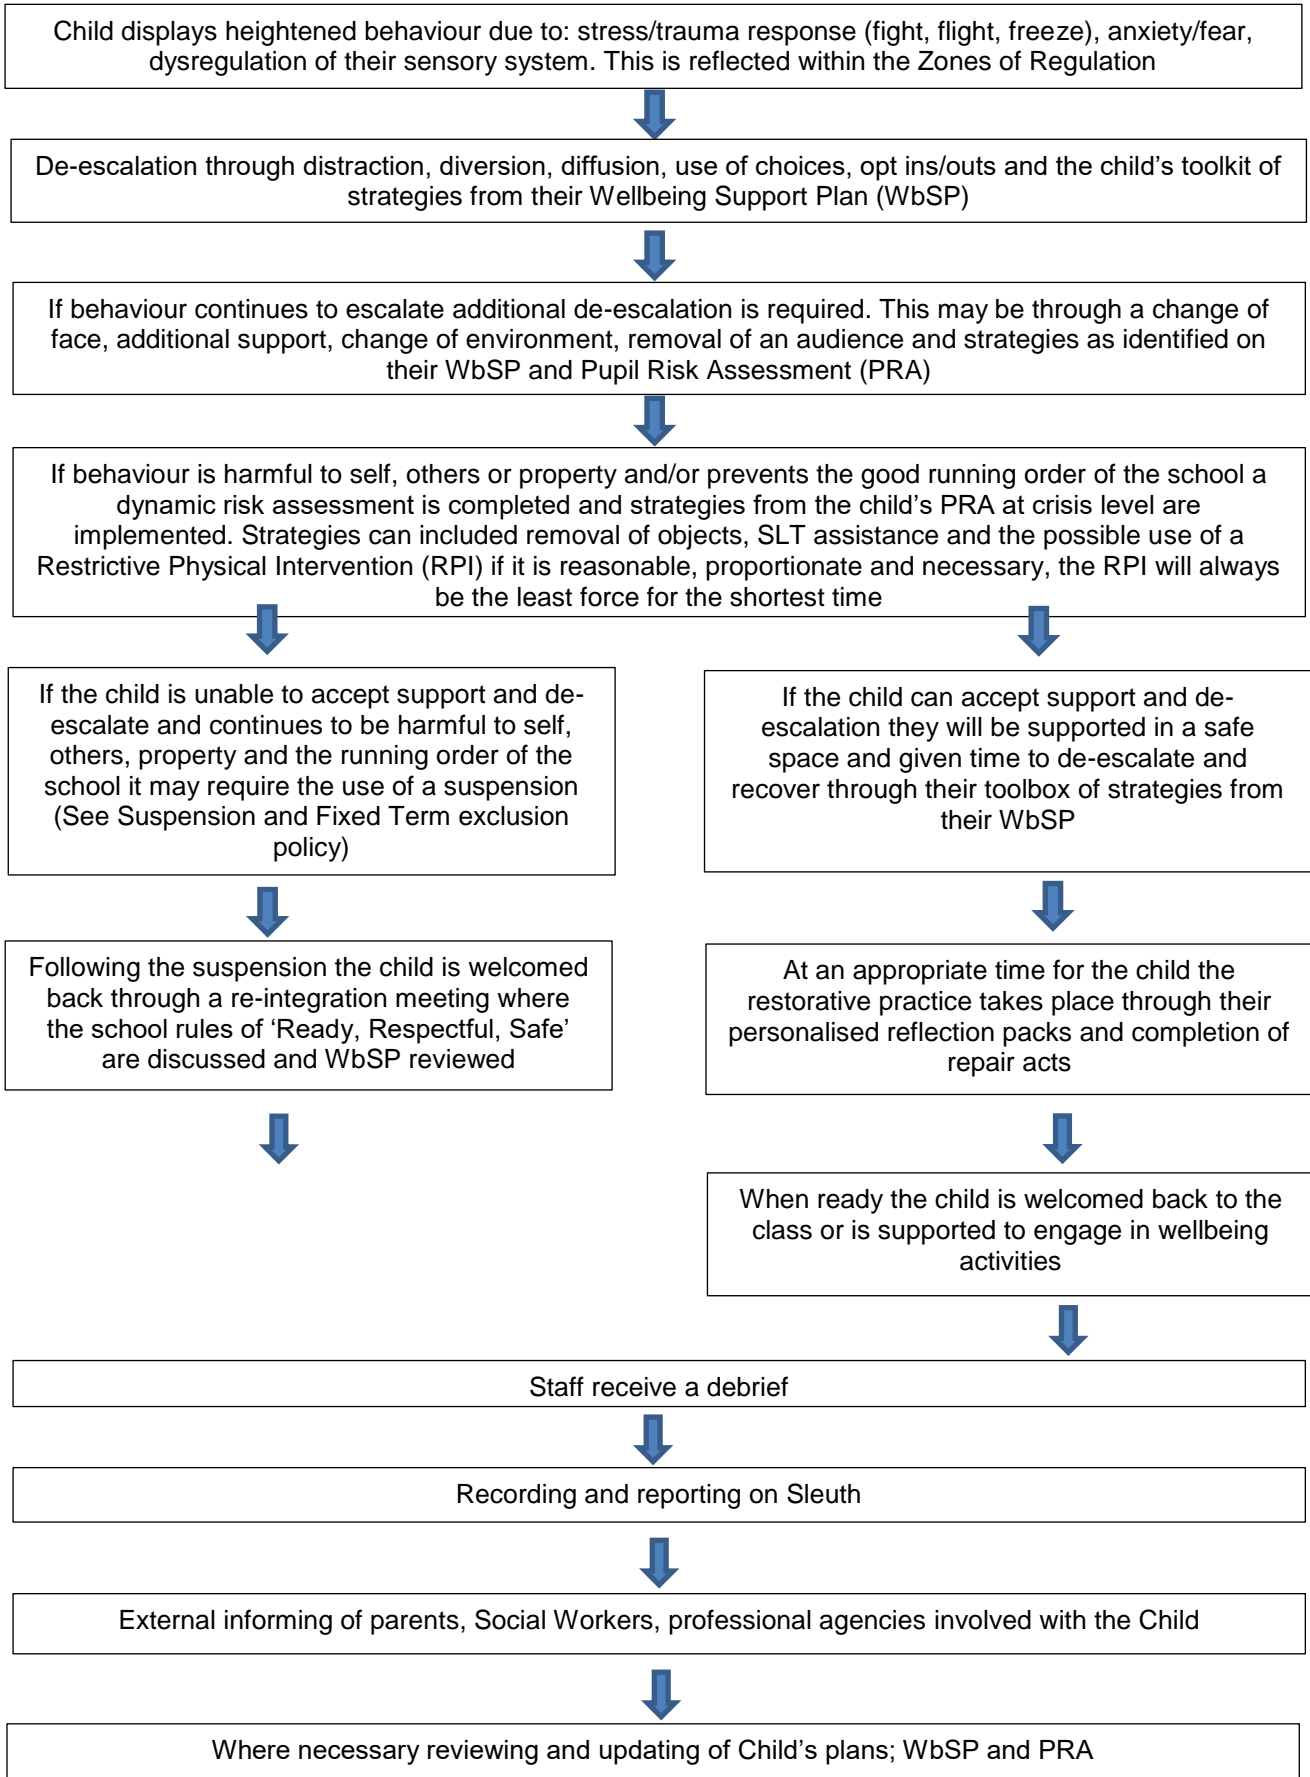 Child displays heightened behaviour due to: stress/trauma response (fight, flight, freeze), anxiety/fear,
dysregulation of their sensory system. This is reflected within the Zones of Regulation
De-escalation through distraction, diversion, diffusion, use of choices, opt ins/outs and the child's toolkit of
strategies from their Wellbeing Support Plan (WbSP)
If behaviour continues to escalate additional de-escalation is required. This may be through a change of
face, additional support, change of environment, removal of an audience and strategies as identified on
their WbSP and Pupil Risk Assessment (PRA)
If behaviour is harmful to self, others or property and/or prevents the good running order of the school a
dynamic risk assessment is completed and strategies from the child's PRA at crisis level are
implemented. Strategies can included removal of objects, SLT assistance and the possible use of a
Restrictive Physical Intervention (RPI) if it is reasonable, proportionate and necessary, the RPI will always
be the least force for the shortest time
If the child is unable to accept support and de-
escalate and continues to be harmful to self,
others, property and the running order of the
school it may require the use of a suspension
(See Suspension and Fixed Term exclusion
policy)
If the child can accept support and de-
escalation they will be supported in a safe
space and given time to de-escalate and
recover through their toolbox of strategies from
their WbSP
Following the suspension the child is welcomed
back through a re-integration meeting where
the school rules of ‘Ready, Respectful, Safe’
are discussed and WbSP reviewed
At an appropriate time for the child the
restorative practice takes place through their
personalised reflection packs and completion of
repair acts
When ready the child is welcomed back to the
class or is supported to engage in wellbeing
activities
Staff receive a debrief
Recording and reporting on Sleuth
External informing of parents, Social Workers, professional agencies involved with the Child
Where necessary reviewing and updating of Child's plans; WbSP and PRA